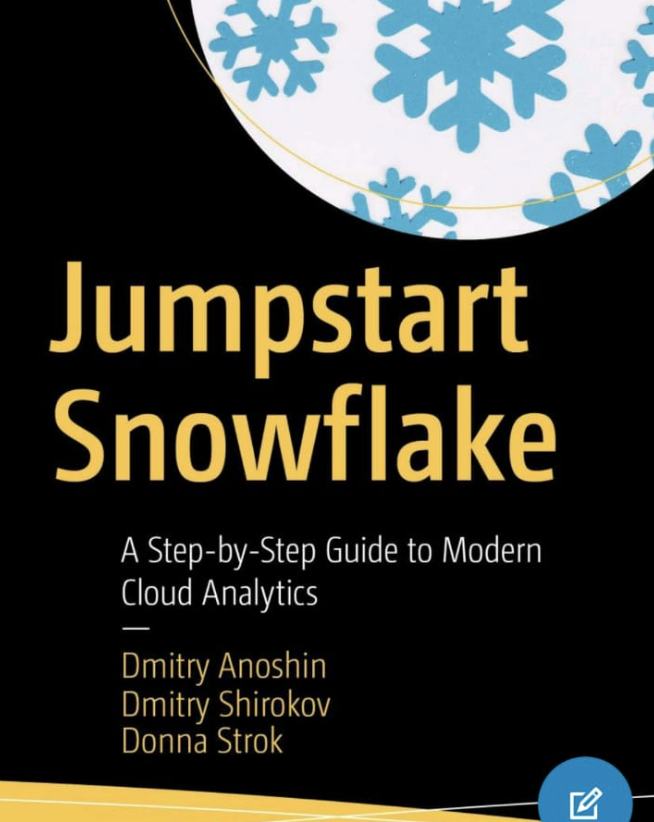 Jumpstart
Snowflake
A Step-by-Step Guide to Modern
Cloud Analytics
—
Dmitry Anoshin
Dmitry Shirokov
Donna Strok